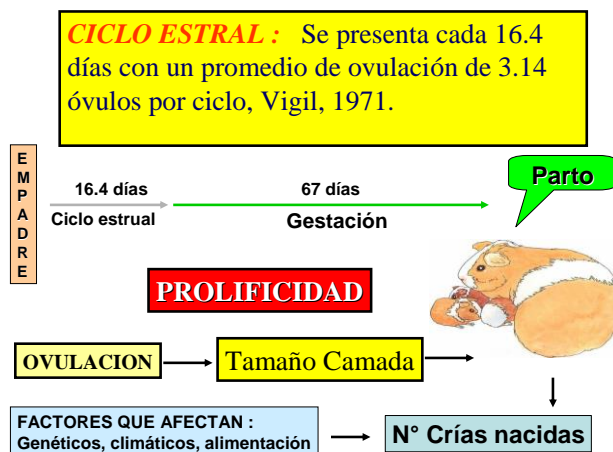 CICLO ESTRAL : Se presenta cada 16.4
días con un promedio de ovulación de 3.14
óvulos por ciclo, Vigil, 1971.
EMPADRE
16.4 días
Ciclo estrual
67 días
Gestación
Parto
PROLIFICIDAD
OVULACION
Tamaño Camada
FACTORES QUE AFECTAN :
Genéticos, climáticos, alimentación
N° Crías nacidas